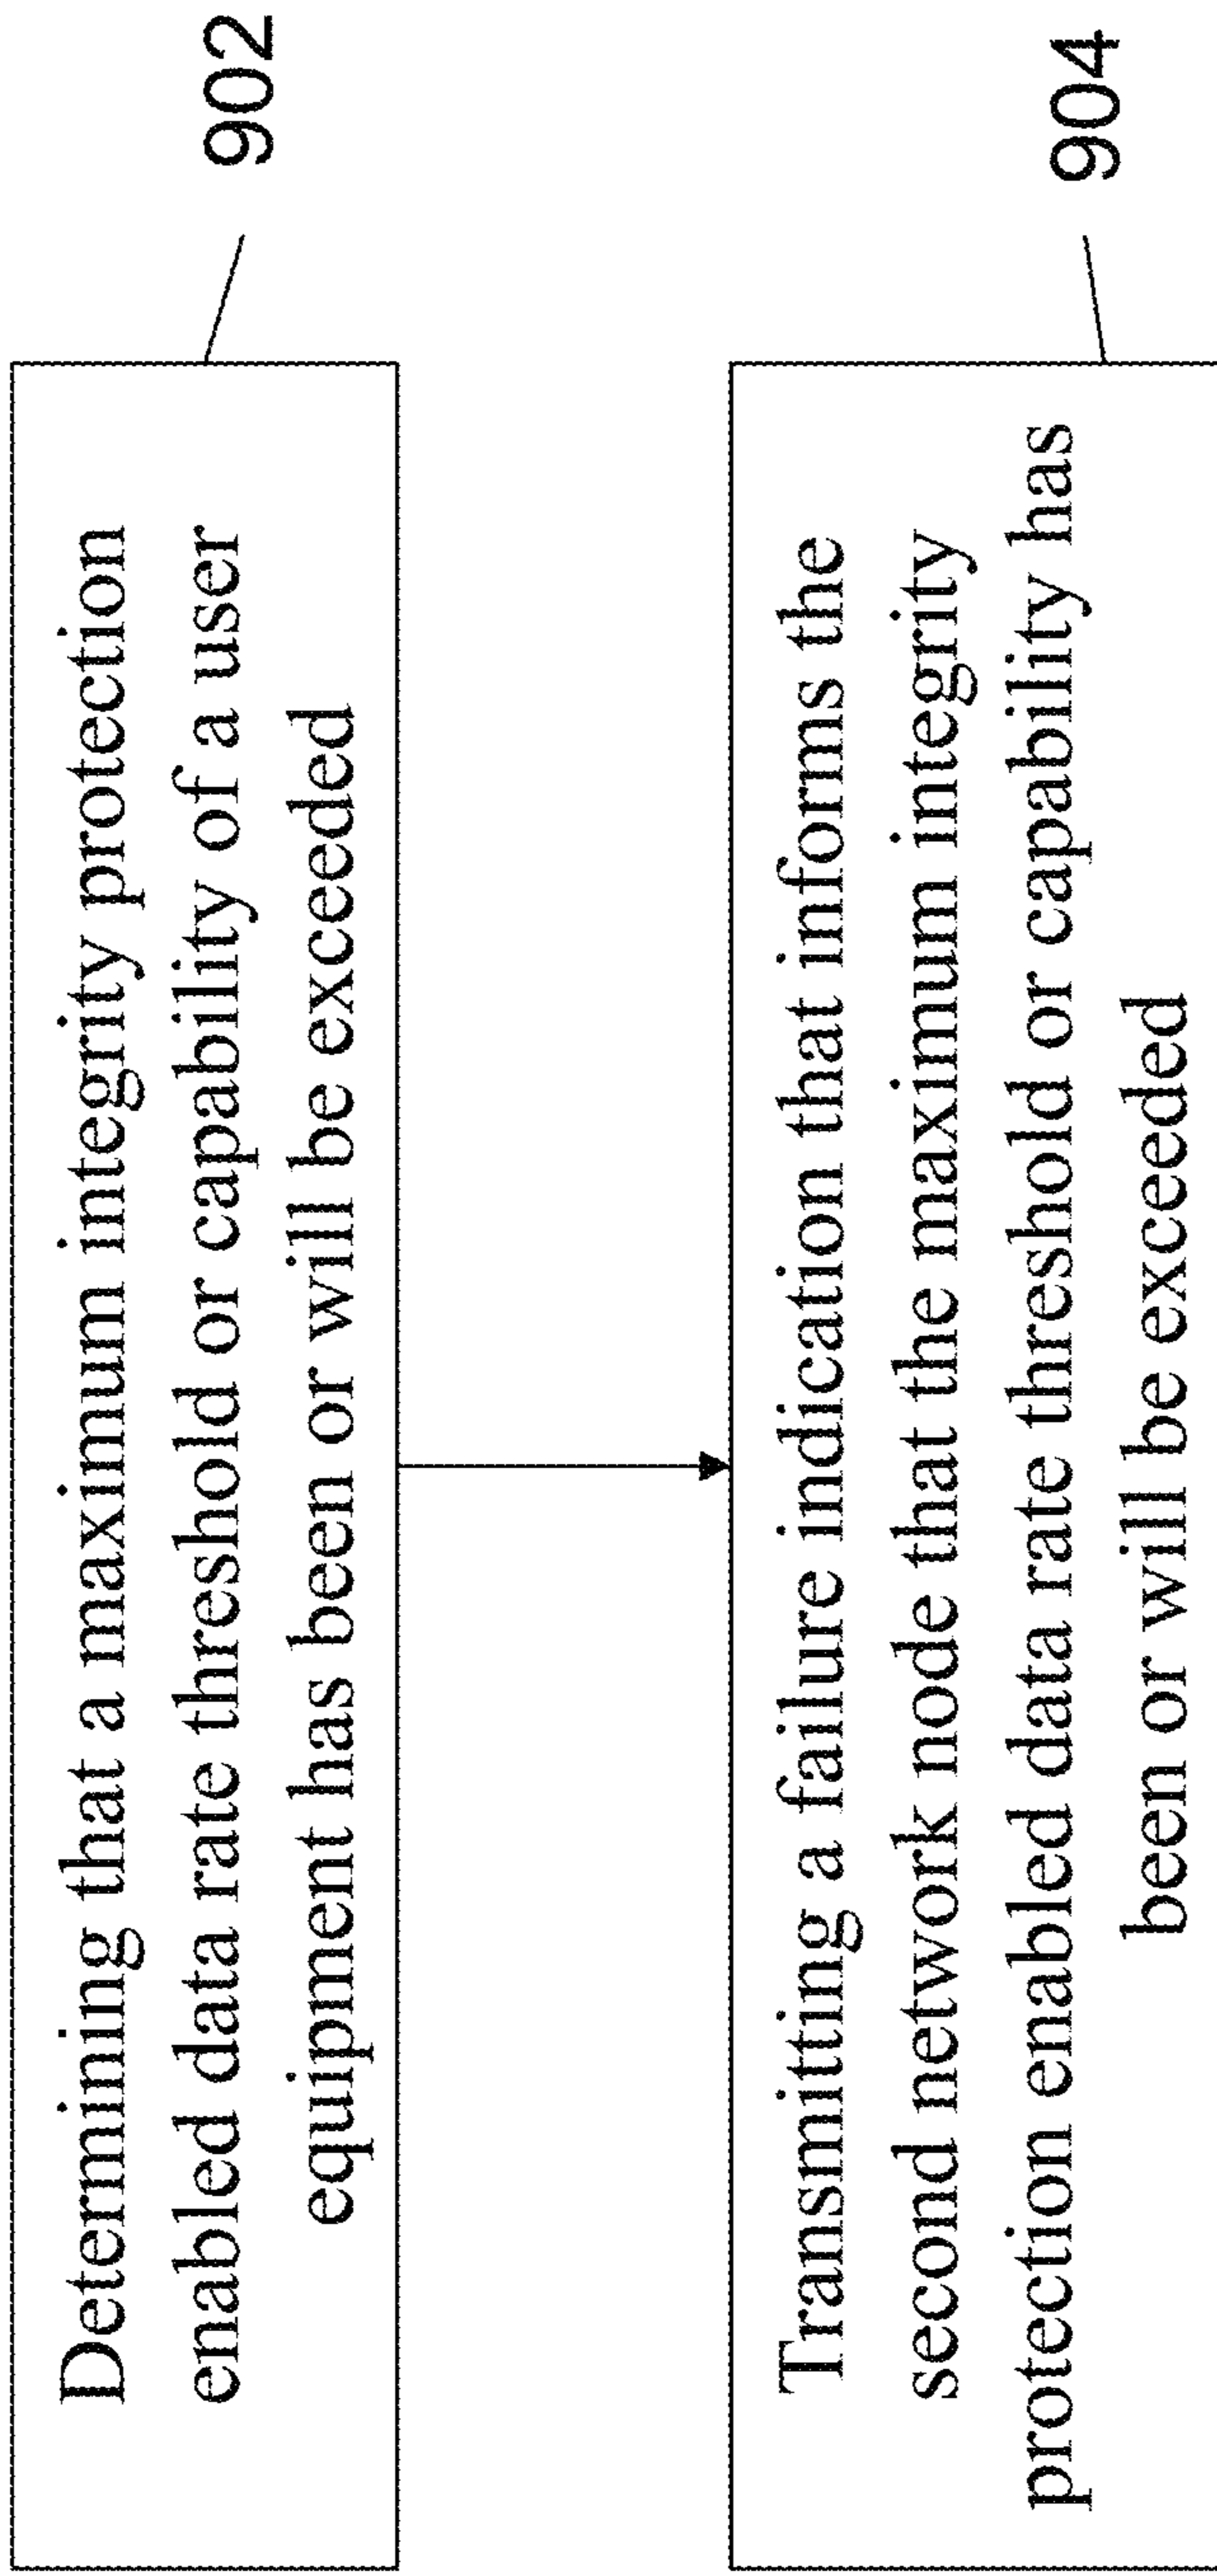 Determining that a maximum integrity protection
enabled data rate threshold or capability of a user
equipment has been or will be exceeded
902
Transmitting a failure indication that informs the
second network node that the maximum integrity
protection enabled data rate threshold or capability has
been or will be exceeded
904